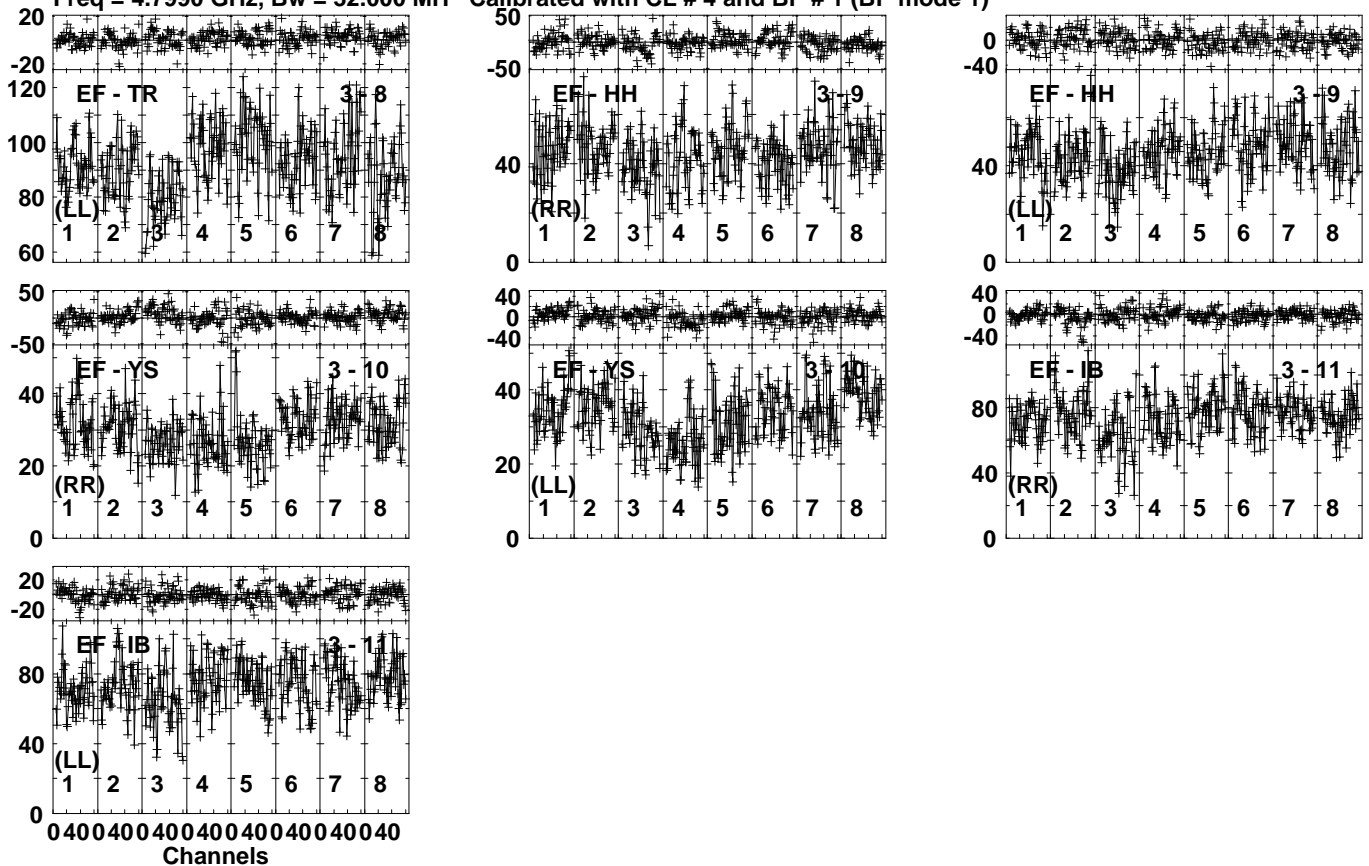 Freq = 4.7990 GHz, Bw = 32.000 MH Calibrated with CL # 4 and BP # 1 (BP mode 1)
20
-20
120
100
80
60
EF - TR 3 - 8
(LL)
1 2 3 4 5 6 7 8
50
-50
40
0
EF - HH 3 - 9
(RR)
1 2 3 4 5 6 7 8
0
-40
40
0
EF - HH 3 - 9
(LL)
1 2 3 4 5 6 7 8
50
-50
40
20
0
EF - YS 3 - 10
(RR)
1 2 3 4 5 6 7 8
40
0
-40
40
20
0
EF - YS 3 - 10
(LL)
1 2 3 4 5 6 7 8
40
0
-40
80
40
0
EF - IB 3 - 11
(RR)
1 2 3 4 5 6 7 8
20
-20
80
40
0
EF - IB 3 - 11
(LL)
1 2 3 4 5 6 7 8
0 40 0 40 0 40 0 40 0 40 0 40 0 40 0 40
Channels